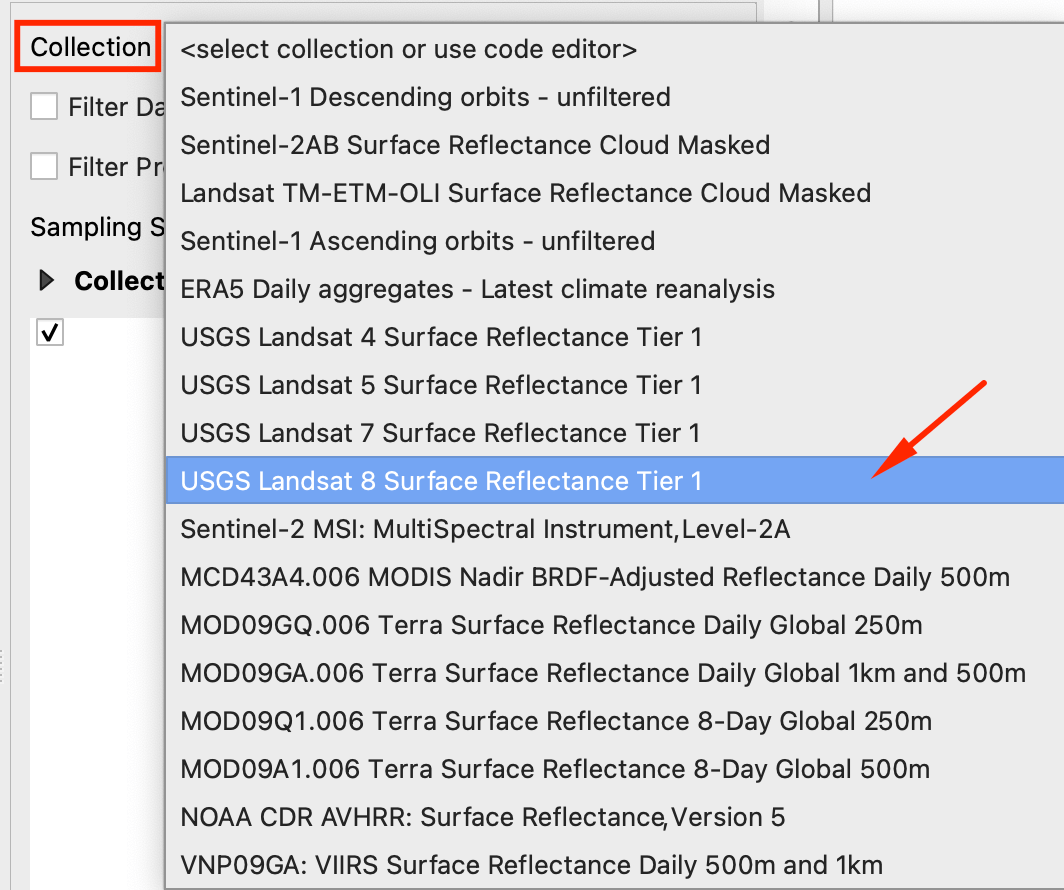 Collection
<select collection or use code editor>
Sentinel-1 Descending orbits - unfiltered
Filter Da
Sentinel-2AB Surface Reflectance Cloud Masked
Filter Pr
Landsat TM-ETM-OLI Surface Reflectance Cloud Masked
Sampling S
Sentinel-1 Ascending orbits - unfiltered
Collect
ERA5 Daily aggregates - Latest climate reanalysis
USGS Landsat 4 Surface Reflectance Tier 1
USGS Landsat 5 Surface Reflectance Tier 1
USGS Landsat 7 Surface Reflectance Tier 1
USGS Landsat 8 Surface Reflectance Tier 1
Sentinel-2 MSI: MultiSpectral Instrument,Level-2A
MCD43A4.006 MODIS Nadir BRDF-Adjusted Reflectance Daily 500m
MOD09GQ.006 Terra Surface Reflectance Daily Global 250m
MOD09GA.006 Terra Surface Reflectance Daily Global 1km and 500m
MOD09Q1.006 Terra Surface Reflectance 8-Day Global 250m
MOD09A1.006 Terra Surface Reflectance 8-Day Global 500m
NOAA CDR AVHRR: Surface Reflectance,Version 5
VNP09GA: VIIRS Surface Reflectance Daily 500m and 1km